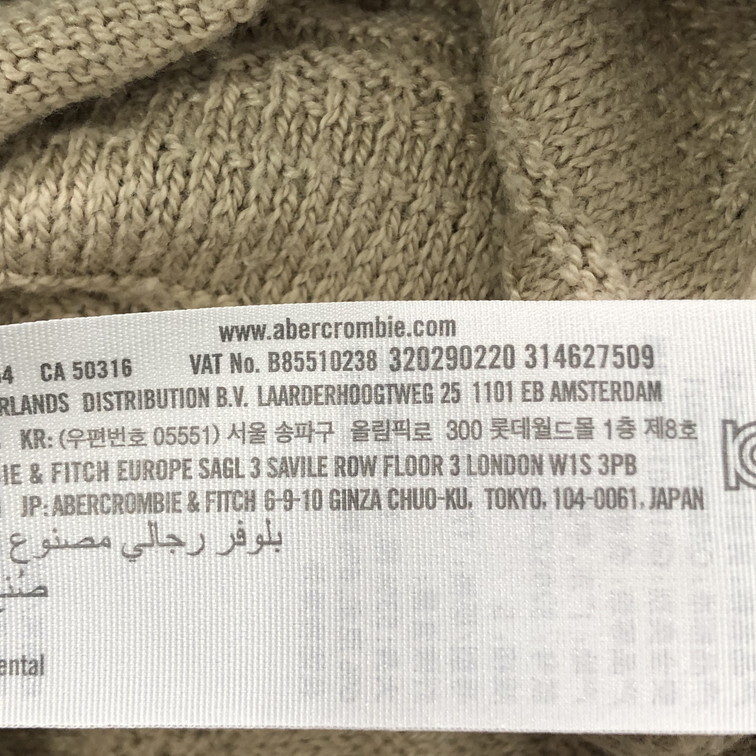 www.abercrombie.com
CA 50316 VAT No. B85510238 320290220 314627509
DISTRIBUTION B.V. LAARDERHOOGTWEG 25 1101 EB AMSTERDAM
KR: (우편번호 05551) 서울 송파구 올림픽로 300 롯데월드몰 1층 제8호
& FITCH EUROPE SAGL 3 SAVILE ROW FLOOR 3 LONDON W1S 3PB
JP: ABERCROMBIE & FITCH 6-9-10 GINZA CHUO-KU, TOKYO, 104-0061, JAPAN
بلوفر رجالي مصنوع